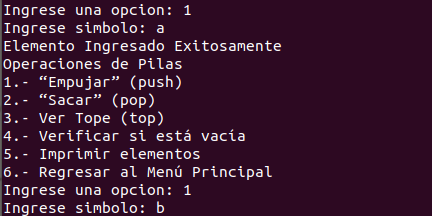 Ingrese una opcion: 1
Ingrese simbolo: a
Elemento Ingresado Exitosamente
Operaciones de Pilas
1.- “Empujar” (push)
2.- “Sacar” (pop)
3.- Ver Tope (top)
4.- Verificar si está vacía
5.- Imprimir elementos
6.- Regresar al Menú Principal
Ingrese una opcion: 1
Ingrese simbolo: b